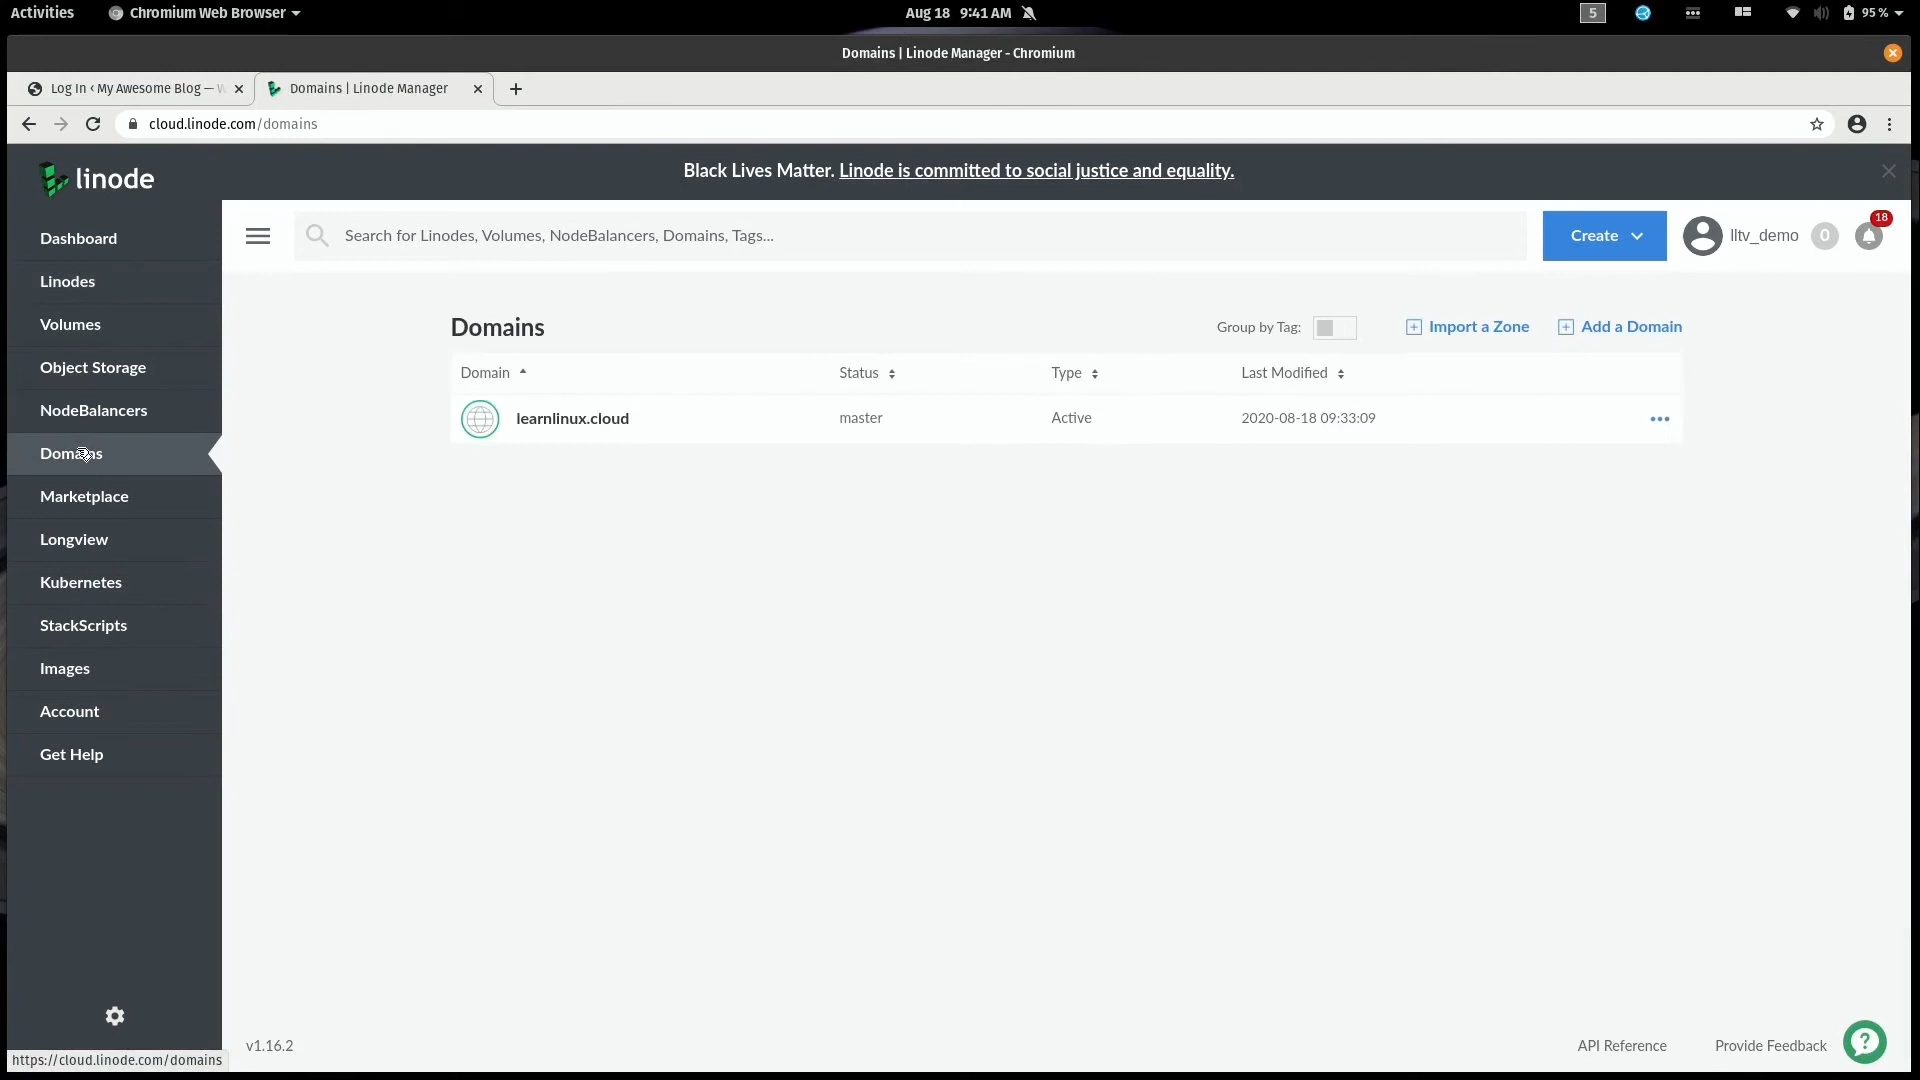 Activities
Chromium Web Browser
Aug 18 9:41 AM
5
95 %
Domains | Linode Manager - Chromium
Log In ‹ My Awesome Blog —
Domains | Linode Manager
cloud.linode.com/domains
linode
Black Lives Matter. Linode is committed to social justice and equality.
Dashboard
Linodes
Volumes
Object Storage
NodeBalancers
Domains
Marketplace
Longview
Kubernetes
StackScripts
Images
Account
Get Help
Search for Linodes, Volumes, NodeBalancers, Domains, Tags...
Create
lltv_demo
0
18
Domains
Group by Tag:
Import a Zone
Add a Domain
Domain Status Type Last Modified
learnlinux.cloud master Active 2020-08-18 09:33:09
v1.16.2
API Reference
Provide Feedback
https://cloud.linode.com/domains